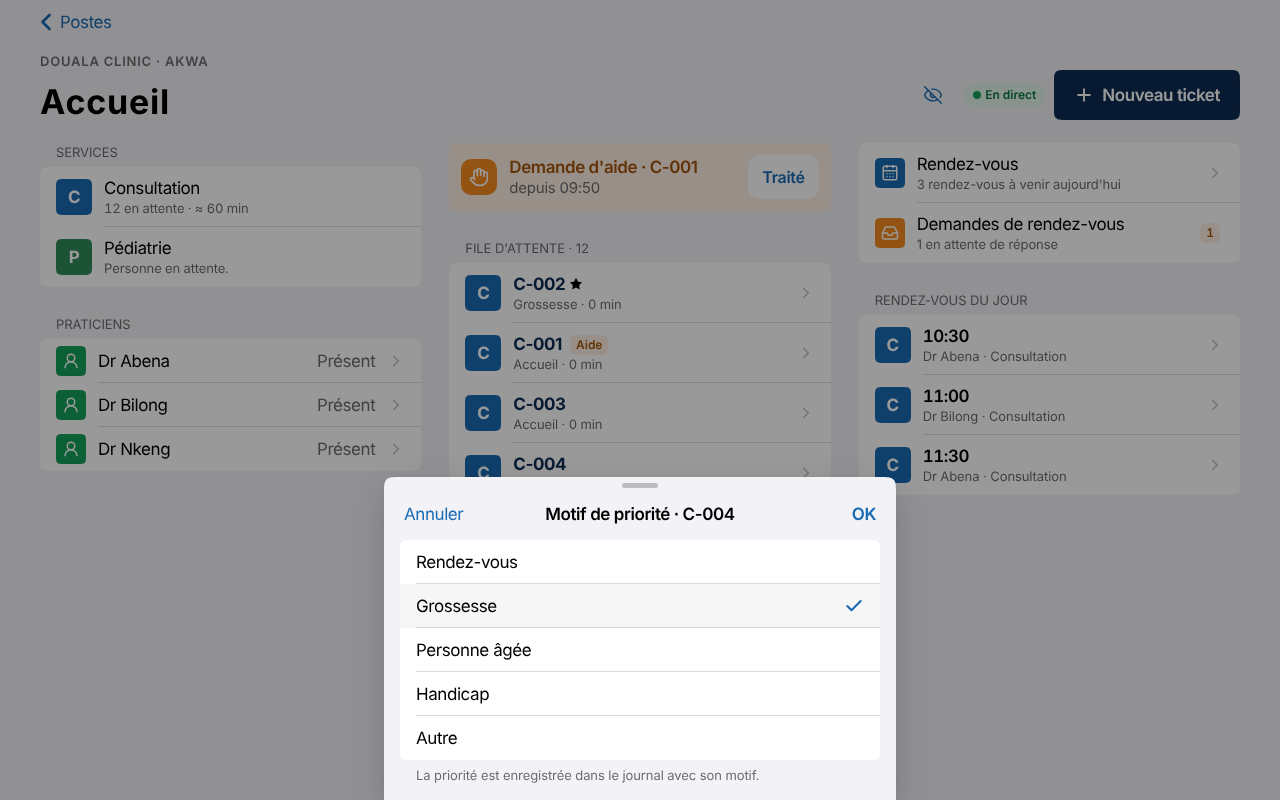 Postes
DOUALA CLINIC · AKWA
Accueil
En direct
+ Nouveau ticket
SERVICES
C
Consultation
12 en attente · ≈ 60 min
P
Pédiatrie
Personne en attente.
PRATICIENS
Dr Abena
Présent
Dr Bilong
Présent
Dr Nkeng
Présent
Demande d'aide · C-001
depuis 09:50
Traité
FILE D'ATTENTE · 12
C
C-002 ★
Grossesse · 0 min
C
C-001 Aide
Accueil · 0 min
C
C-003
Accueil · 0 min
C
C-004
Rendez-vous
3 rendez-vous à venir aujourd'hui
Demandes de rendez-vous
1 en attente de réponse
1
RENDEZ-VOUS DU JOUR
C
10:30
Dr Abena · Consultation
C
11:00
Dr Bilong · Consultation
C
11:30
Dr Abena · Consultation
Annuler
Motif de priorité · C-004
OK
Rendez-vous
Grossesse
Personne âgée
Handicap
Autre
La priorité est enregistrée dans le journal avec son motif.